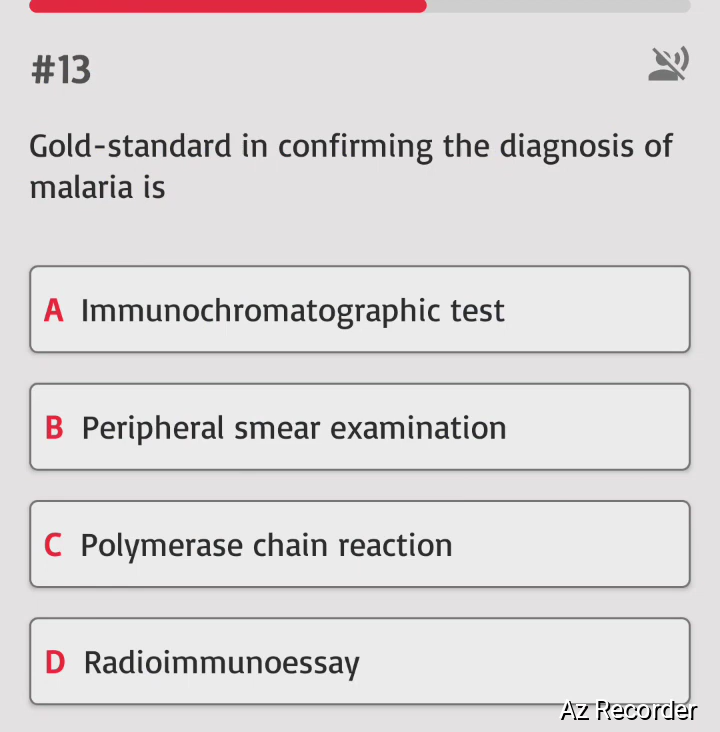 #13
Gold-standard in confirming the diagnosis of
malaria is
A Immunochromatographic test
B Peripheral smear examination
C Polymerase chain reaction
D Radioimmunoessay
Az Recorder